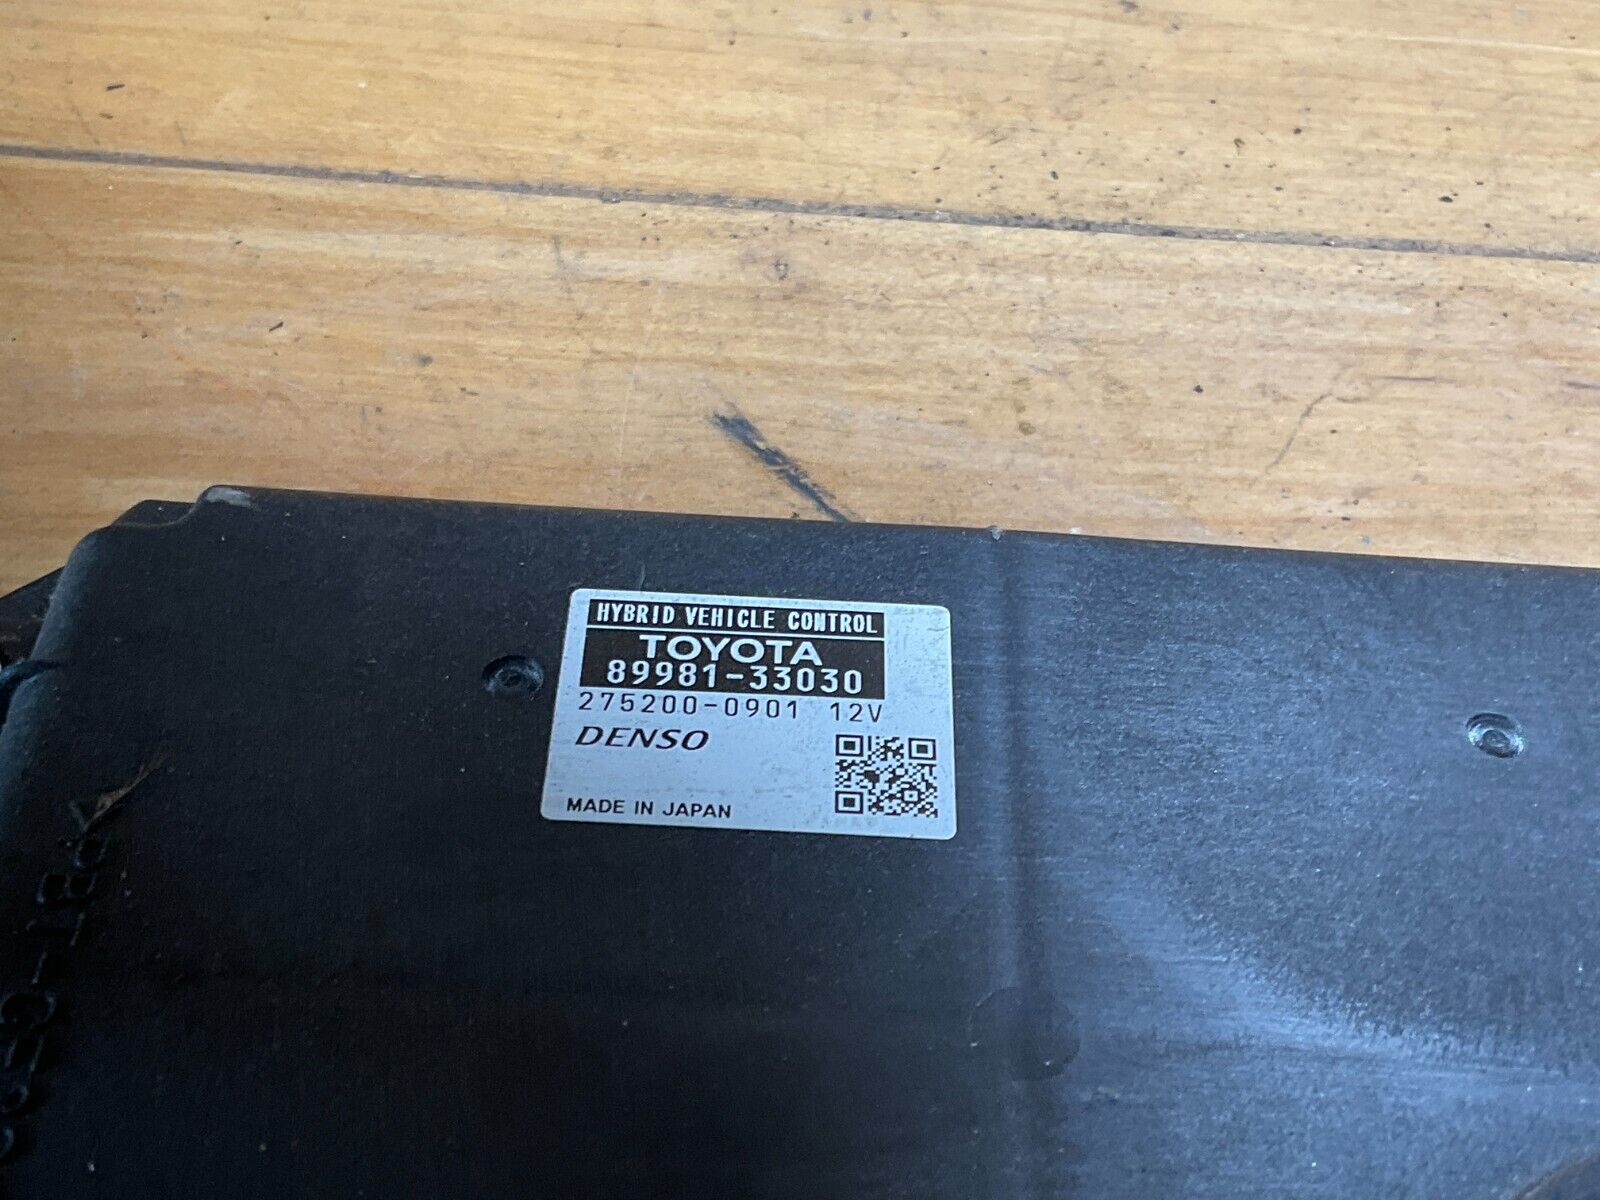 HYBRID VEHICLE CONTROL
TOYOTA
89981-33030
275200-0901 12V
DENSO
MADE IN JAPAN